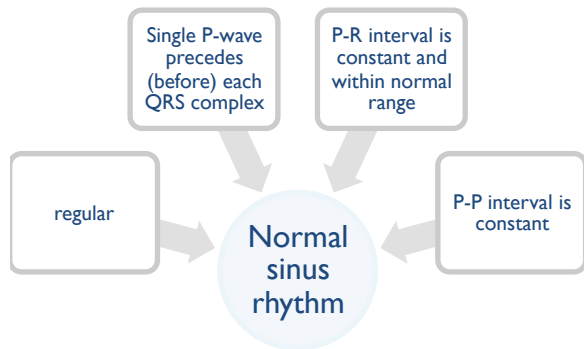 Single P-wave
precedes
(before) each
QRS complex
P-R interval is
constant and
within normal
range
regular
P-P interval is
constant
Normal
sinus
rhythm